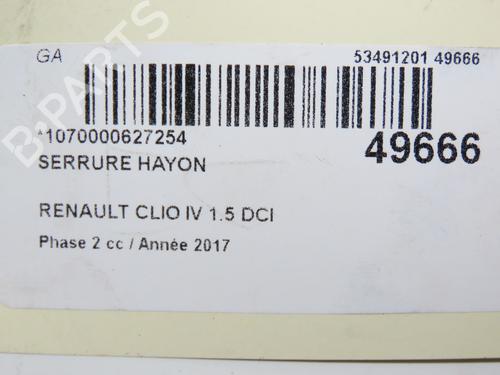 GA
53491201 49666
*1070000627254
49666
SERRURE HAYON
RENAULT CLIO IV 1.5 DCI
Phase 2 cc / Année 2017
B-PARTS